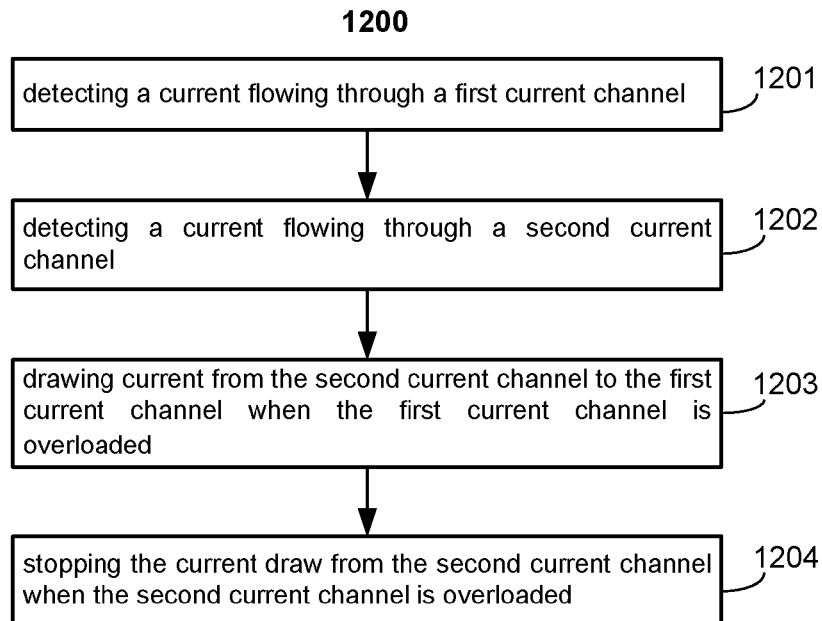 1200
detecting a current flowing through a first current channel
1201
detecting a current flowing through a second current
channel
1202
drawing current from the second current channel to the first
current channel when the first current channel is
overloaded
1203
stopping the current draw from the second current channel
when the second current channel is overloaded
1204